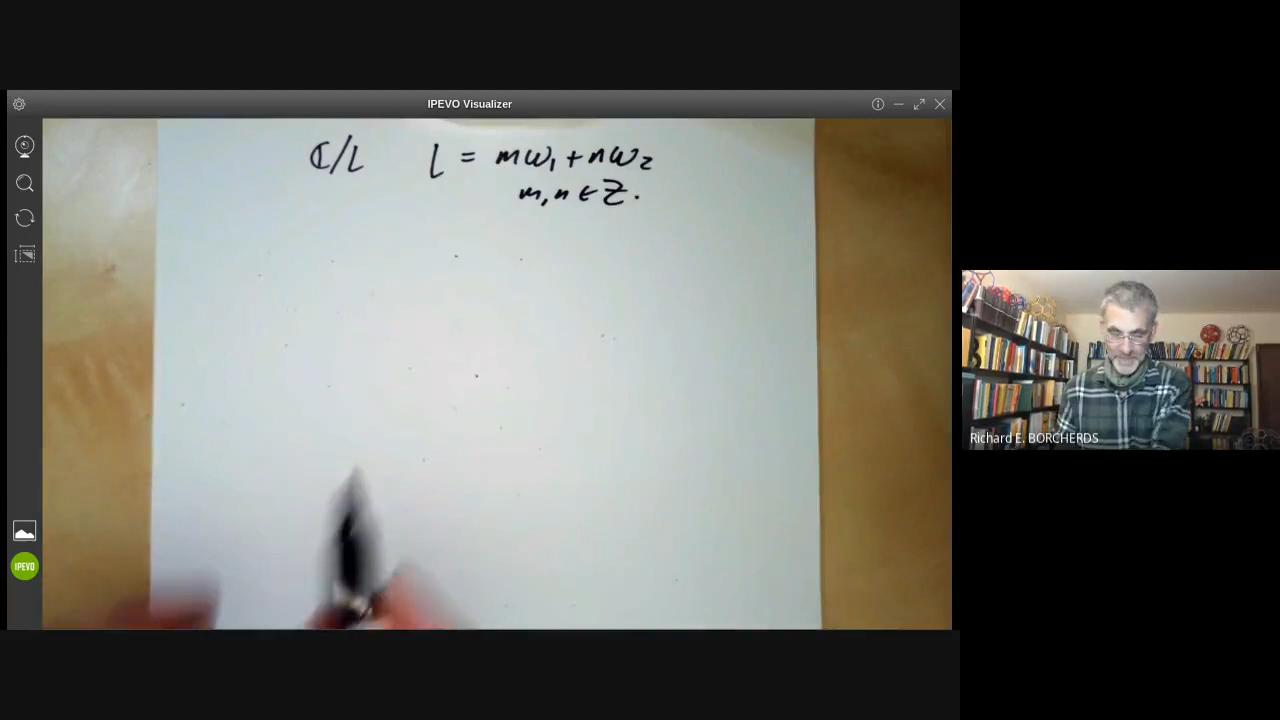 IPEVO Visualizer
ℂ/L L = mω₁+nω₂
m,n ∈ Z.
Richard E. BORCHERDS
IPEVO